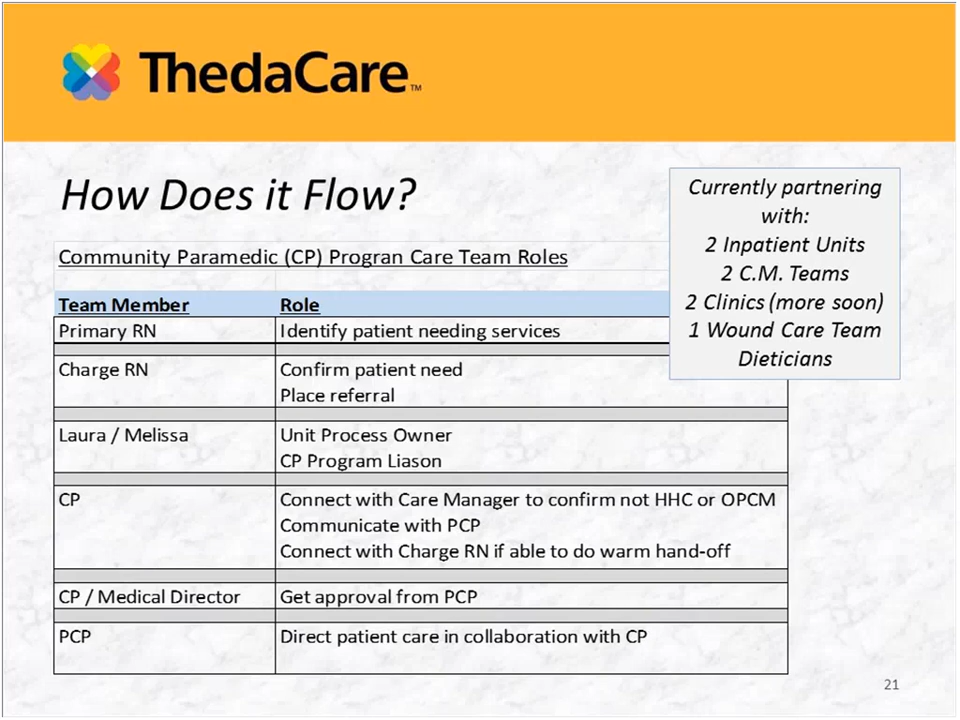 ThedaCare™
How Does it Flow?
Currently partnering
with:
2 Inpatient Units
2 C.M. Teams
2 Clinics (more soon)
1 Wound Care Team
Dieticians
Community Paramedic (CP) Progran Care Team Roles
Team Member Role
Primary RN Identify patient needing services
Charge RN Confirm patient need
Place referral
Laura / Melissa Unit Process Owner
CP Program Liason
CP Connect with Care Manager to confirm not HHC or OPCM
Communicate with PCP
Connect with Charge RN if able to do warm hand-off
CP / Medical Director Get approval from PCP
PCP Direct patient care in collaboration with CP
21